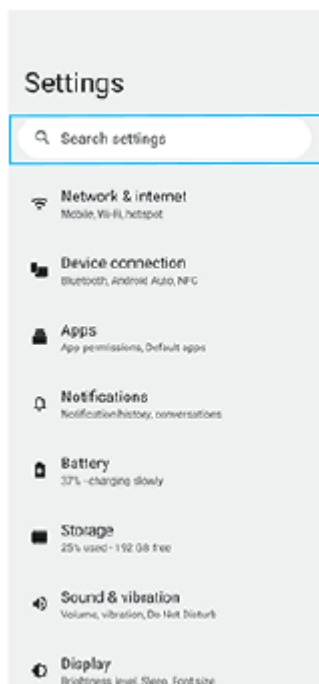 Settings
Search settings
Network & internet
Mobile, Wi-Fi, hotspot
Device connection
Bluetooth, Android Auto, NFC
Apps
App permissions, Default apps
Notifications
Notification history, conversations
Battery
37% - charging slowly
Storage
25% used - 192 GB free
Sound & vibration
Volume, vibration, Do Not Disturb
Display
Brightness level, Sleep, Font size